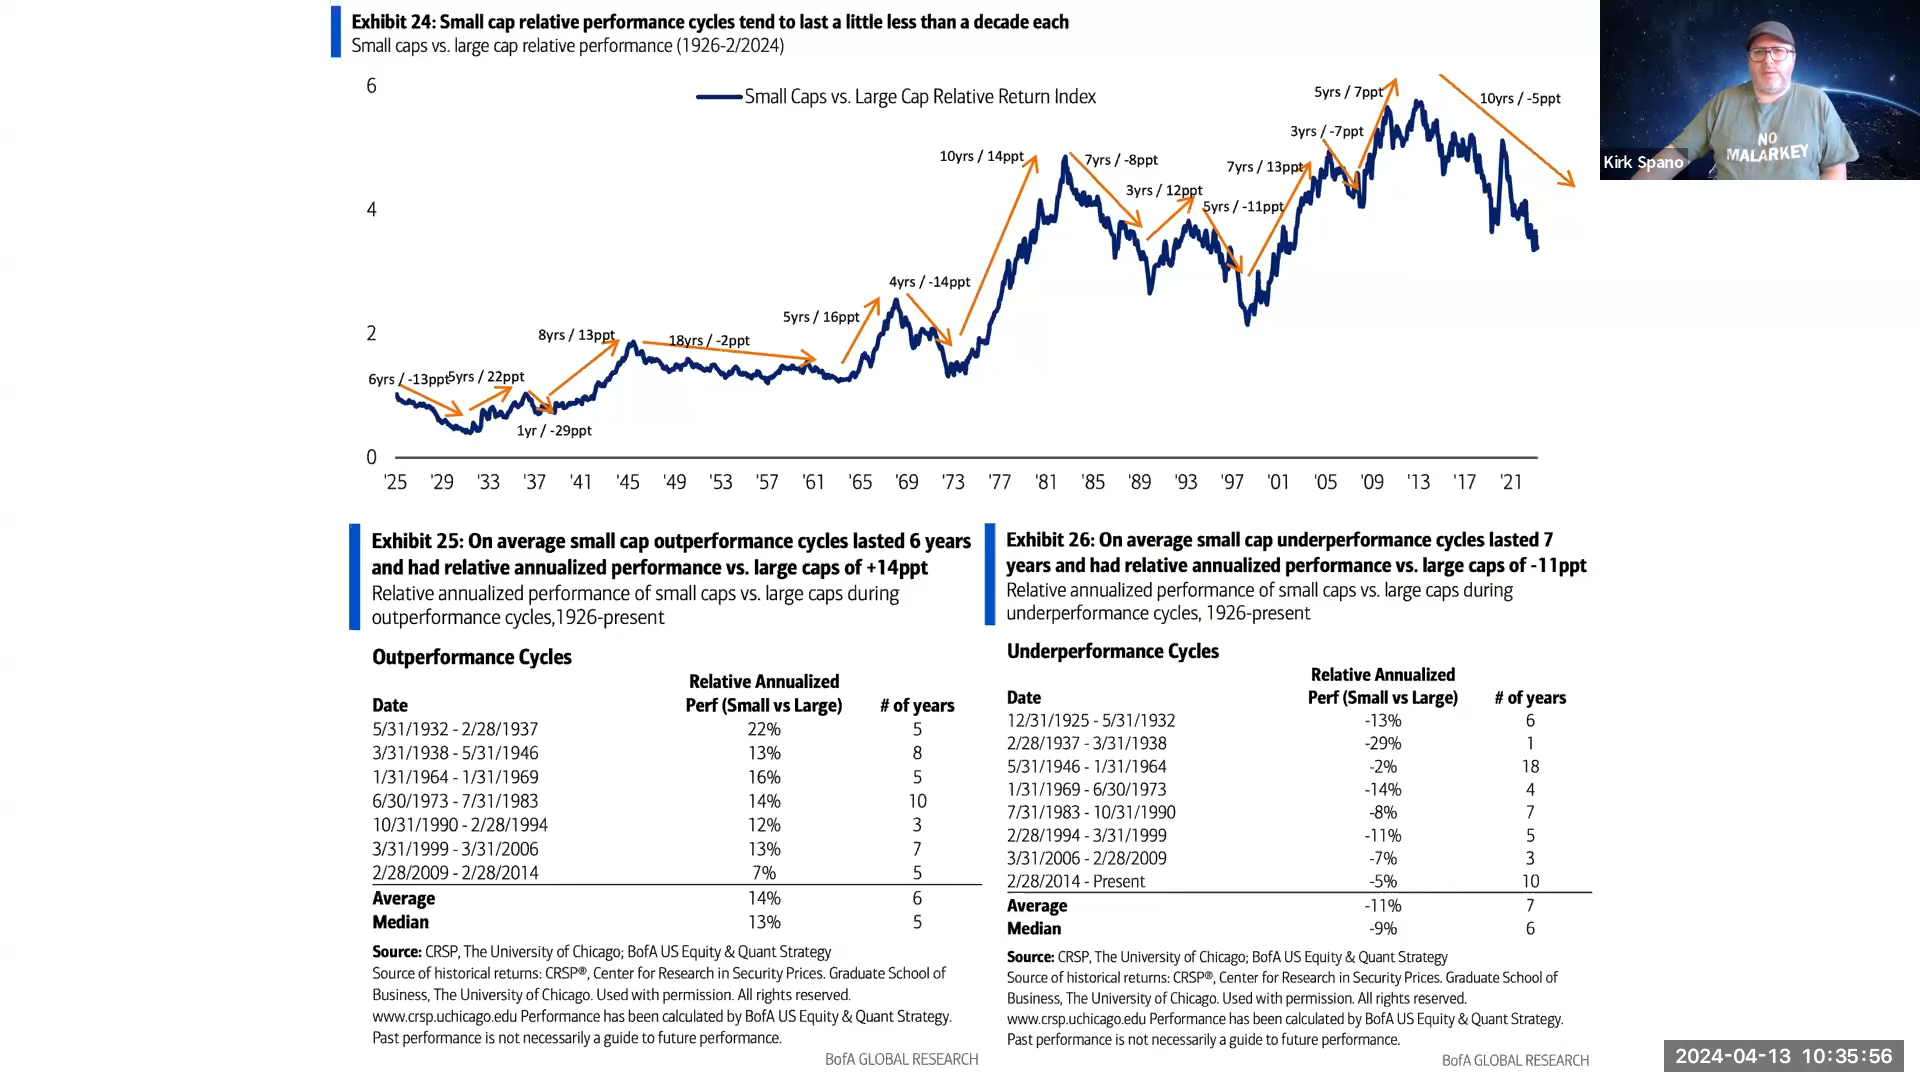 Exhibit 24: Small cap relative performance cycles tend to last a little less than a decade each
Small caps vs. large cap relative performance (1926-2/2024)
6
4
2
0
Small Caps vs. Large Cap Relative Return Index
6yrs / -13ppt
5yrs / 22ppt
1yr / -29ppt
8yrs / 13ppt
18yrs / -2ppt
5yrs / 16ppt
4yrs / -14ppt
10yrs / 14ppt
7yrs / -8ppt
3yrs / 12ppt
5yrs / -11ppt
7yrs / 13ppt
3yrs / -7ppt
5yrs / 7ppt
10yrs / -5ppt
'25 '29 '33 '37 '41 '45 '49 '53 '57 '61 '65 '69 '73 '77 '81 '85 '89 '93 '97 '01 '05 '09 '13 '17 '21
NO
MALARKEY
Kirk Spano
Exhibit 25: On average small cap outperformance cycles lasted 6 years
and had relative annualized performance vs. large caps of +14ppt
Relative annualized performance of small caps vs. large caps during
outperformance cycles,1926-present
Outperformance Cycles
Relative Annualized
Date Perf (Small vs Large) # of years
5/31/1932 - 2/28/1937 22% 5
3/31/1938 - 5/31/1946 13% 8
1/31/1964 - 1/31/1969 16% 5
6/30/1973 - 7/31/1983 14% 10
10/31/1990 - 2/28/1994 12% 3
3/31/1999 - 3/31/2006 13% 7
2/28/2009 - 2/28/2014 7% 5
Average 14% 6
Median 13% 5
Source: CRSP, The University of Chicago; BofA US Equity & Quant Strategy
Source of historical returns: CRSP®, Center for Research in Security Prices. Graduate School of
Business, The University of Chicago. Used with permission. All rights reserved.
www.crsp.uchicago.edu Performance has been calculated by BofA US Equity & Quant Strategy.
Past performance is not necessarily a guide to future performance.
BofA GLOBAL RESEARCH
Exhibit 26: On average small cap underperformance cycles lasted 7
years and had relative annualized performance vs. large caps of -11ppt
Relative annualized performance of small caps vs. large caps during
underperformance cycles, 1926-present
Underperformance Cycles
Relative Annualized
Date Perf (Small vs Large) # of years
12/31/1925 - 5/31/1932 -13% 6
2/28/1937 - 3/31/1938 -29% 1
5/31/1946 - 1/31/1964 -2% 18
1/31/1969 - 6/30/1973 -14% 4
7/31/1983 - 10/31/1990 -8% 7
2/28/1994 - 3/31/1999 -11% 5
3/31/2006 - 2/28/2009 -7% 3
2/28/2014 - Present -5% 10
Average -11% 7
Median -9% 6
Source: CRSP, The University of Chicago; BofA US Equity & Quant Strategy
Source of historical returns: CRSP®, Center for Research in Security Prices. Graduate School of
Business, The University of Chicago. Used with permission. All rights reserved.
www.crsp.uchicago.edu Performance has been calculated by BofA US Equity & Quant Strategy.
Past performance is not necessarily a guide to future performance.
BofA GLOBAL RESEARCH
2024-04-13 10:35:56